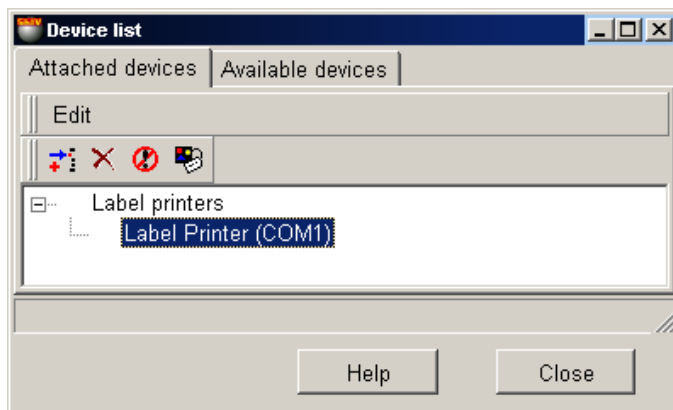 Device list
Attached devices Available devices
Edit
Label printers
Label Printer (COM1)
Help Close